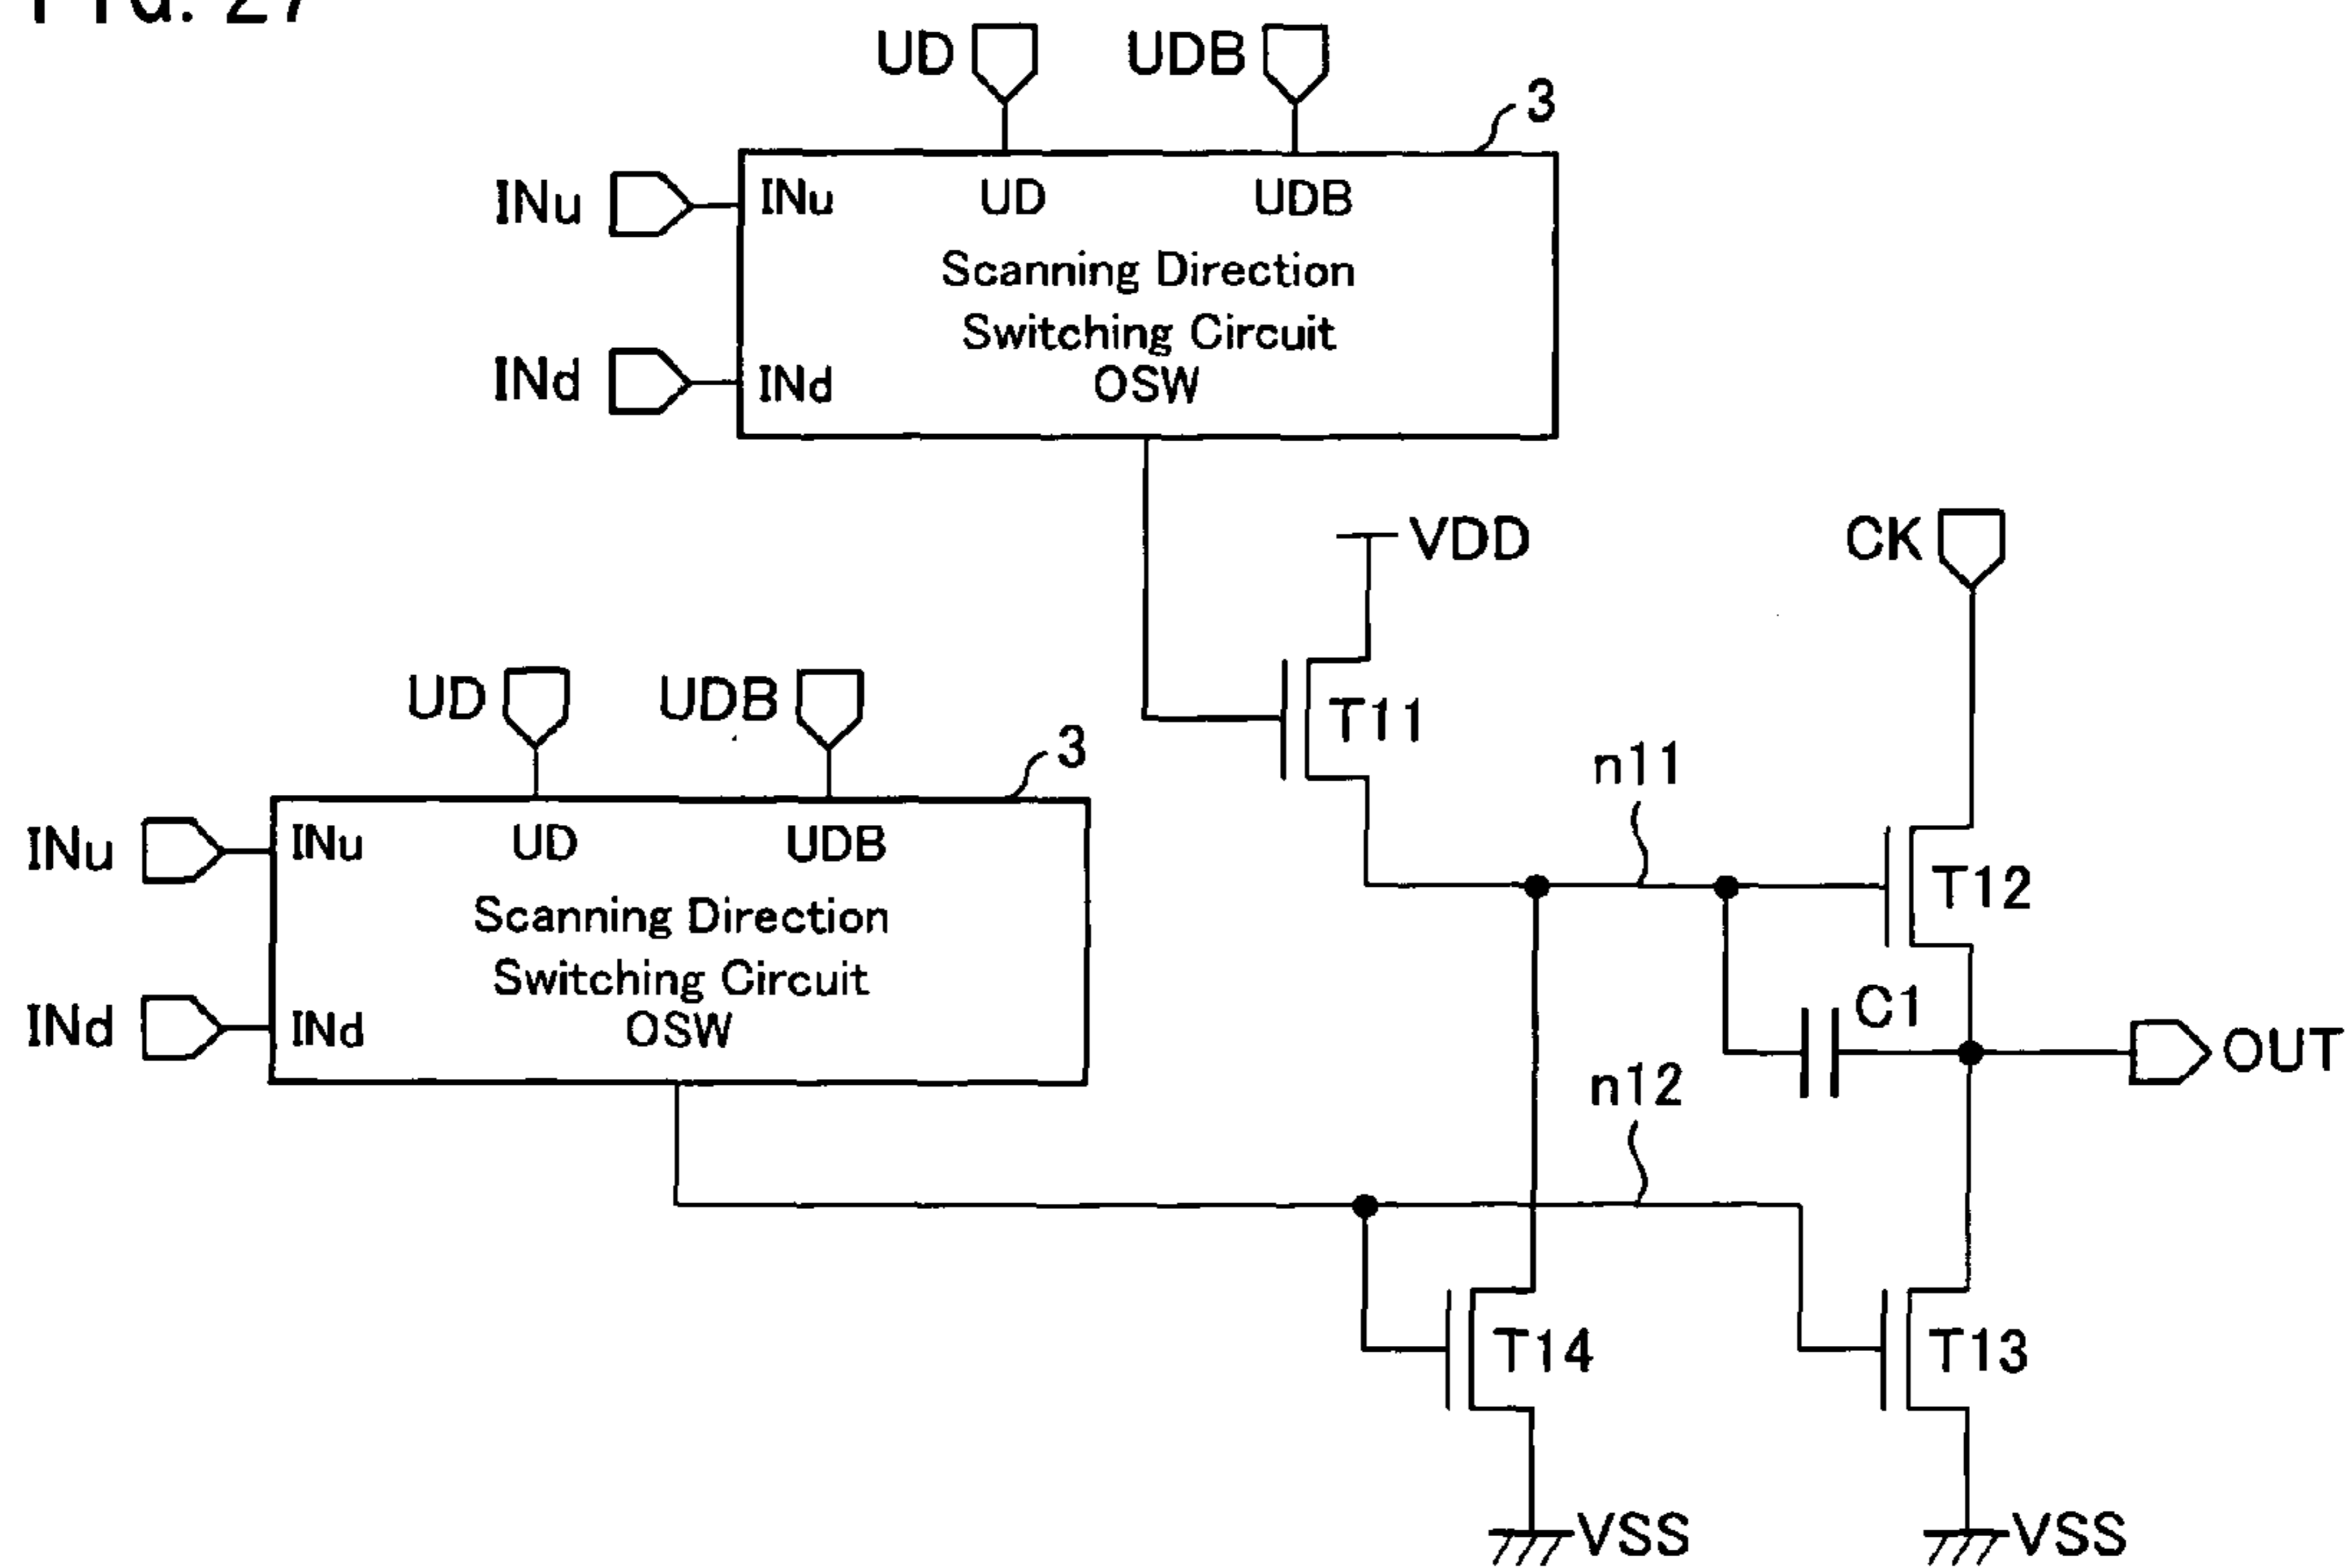 FIG. 27
UD UDB
3
INu INu UD UDB
Scanning Direction
Switching Circuit
INd INd OSW
VDD CK
T11
UD UDB
3
n11
INu INu UD UDB
T12
Scanning Direction
Switching Circuit
C1
INd INd OSW
OUT
n12
T14 T13
VSS VSS